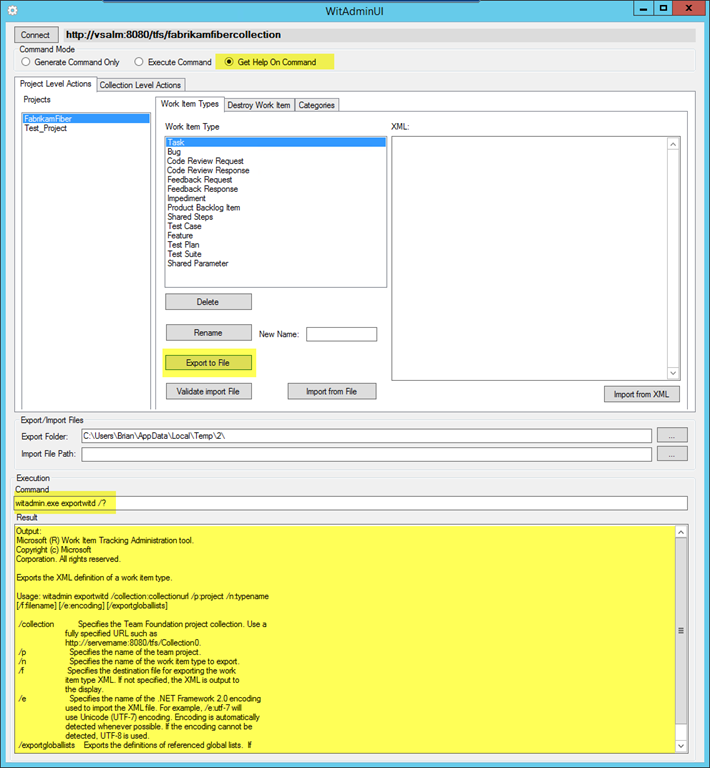 WitAdminUI
Connect
http://vsalm:8080/tfs/fabrikamfibercollection
Command Mode
Generate Command Only
Execute Command
Get Help On Command
Project Level Actions
Collection Level Actions
Projects
FabrikamFiber
Test_Project
Work Item Types
Destroy Work Item
Categories
Work Item Type
Task
Bug
Code Review Request
Code Review Response
Feedback Request
Feedback Response
Impediment
Product Backlog Item
Shared Steps
Test Case
Feature
Test Plan
Test Suite
Shared Parameter
XML:
Delete
Rename
New Name:
Export to File
Validate import File
Import from File
Import from XML
Export/Import Files
Export Folder:
C:\Users\Brian\AppData\Local\Temp\2\
...
Import File Path:
...
Execution
Command
witadmin.exe exportwitd /?
Result
Output:
Microsoft (R) Work Item Tracking Administration tool.
Copyright (c) Microsoft
Corporation. All rights reserved.
Exports the XML definition of a work item type.
Usage: witadmin exportwitd /collection:collectionurl /p:project /n:typename
[/f:filename] [/e:encoding] [/exportgloballists]
/collection Specifies the Team Foundation project collection. Use a
fully specified URL such as
http://servername:8080/tfs/Collection0.
/p Specifies the name of the team project.
/n Specifies the name of the work item type to export.
/f Specifies the destination file for exporting the work
item type XML. If not specified, the XML is output to
the display.
/e Specifies the name of the .NET Framework 2.0 encoding
used to import the XML file. For example, /e:utf-7 will
use Unicode (UTF-7) encoding. Encoding is automatically
detected whenever possible. If the encoding cannot be
detected, UTF-8 is used.
/exportgloballists Exports the definitions of referenced global lists. If